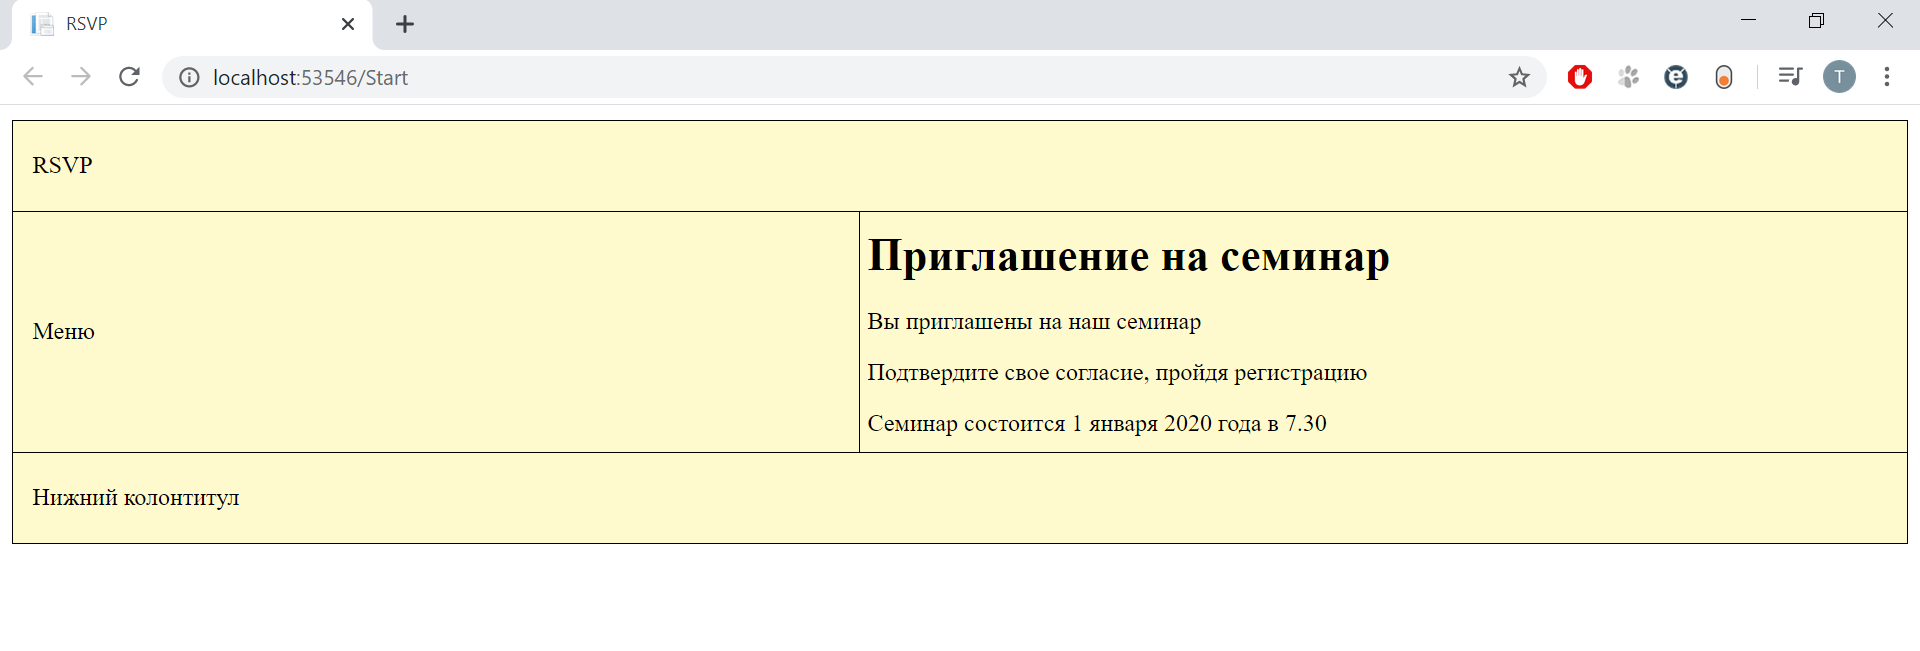 RSVP
localhost:53546/Start
T
RSVP
Меню
Приглашение на семинар
Вы приглашены на наш семинар
Подтвердите свое согласие, пройдя регистрацию
Семинар состоится 1 января 2020 года в 7.30
Нижний колонтитул